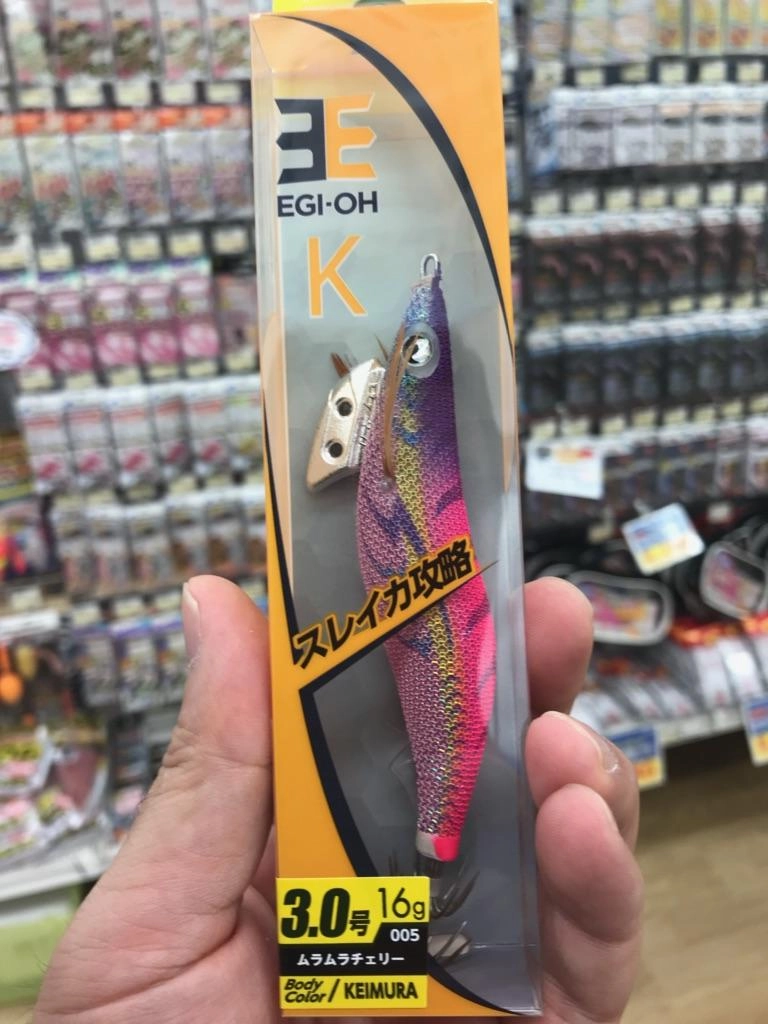 EGI-OH
K
スレイカ攻略
3.0号 16g
005
ムラムラチェリー
Body Color / KEIMURA